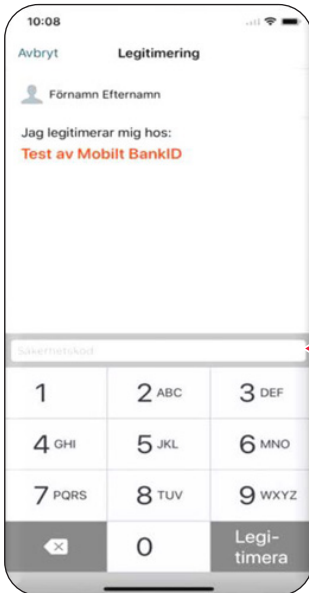 10:08
Avbryt Legitimering
Förnamn Efternamn
Jag legitimerar mig hos:
Test av Mobilt BankID
Säkerhetskod
1 2 ABC 3 DEF
4 GHI 5 JKL 6 MNO
7 PQRS 8 TUV 9 WXYZ
0 Legi-
timera